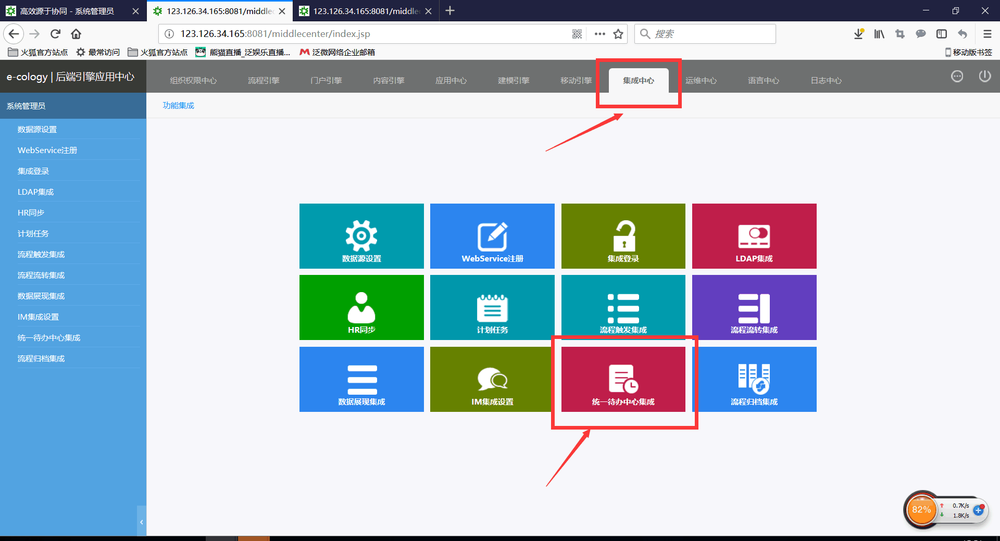 高效源于协同 - 系统管理员
123.126.34.165:8081/middlec
123.126.34.165:8081/middlec
123.126.34.165:8081/middlecenter/index.jsp
搜索
火狐官方站点
最常访问
火狐官方站点
熊猫直播_泛娱乐直播...
泛微网络企业邮箱
移动版书签
e-cology | 后端引擎应用中心
组织权限中心
流程引擎
门户引擎
内容引擎
应用中心
建模引擎
移动引擎
集成中心
运维中心
语言中心
日志中心
系统管理员
功能集成
数据源设置
WebService注册
集成登录
LDAP集成
HR同步
计划任务
流程触发集成
流程流转集成
数据展现集成
IM集成设置
统一待办中心集成
流程归档集成
数据源设置
WebService注册
集成登录
LDAP集成
HR同步
计划任务
流程触发集成
流程流转集成
数据展现集成
IM集成设置
统一待办中心集成
流程归档集成
82%
0.7K/s
1.8K/s